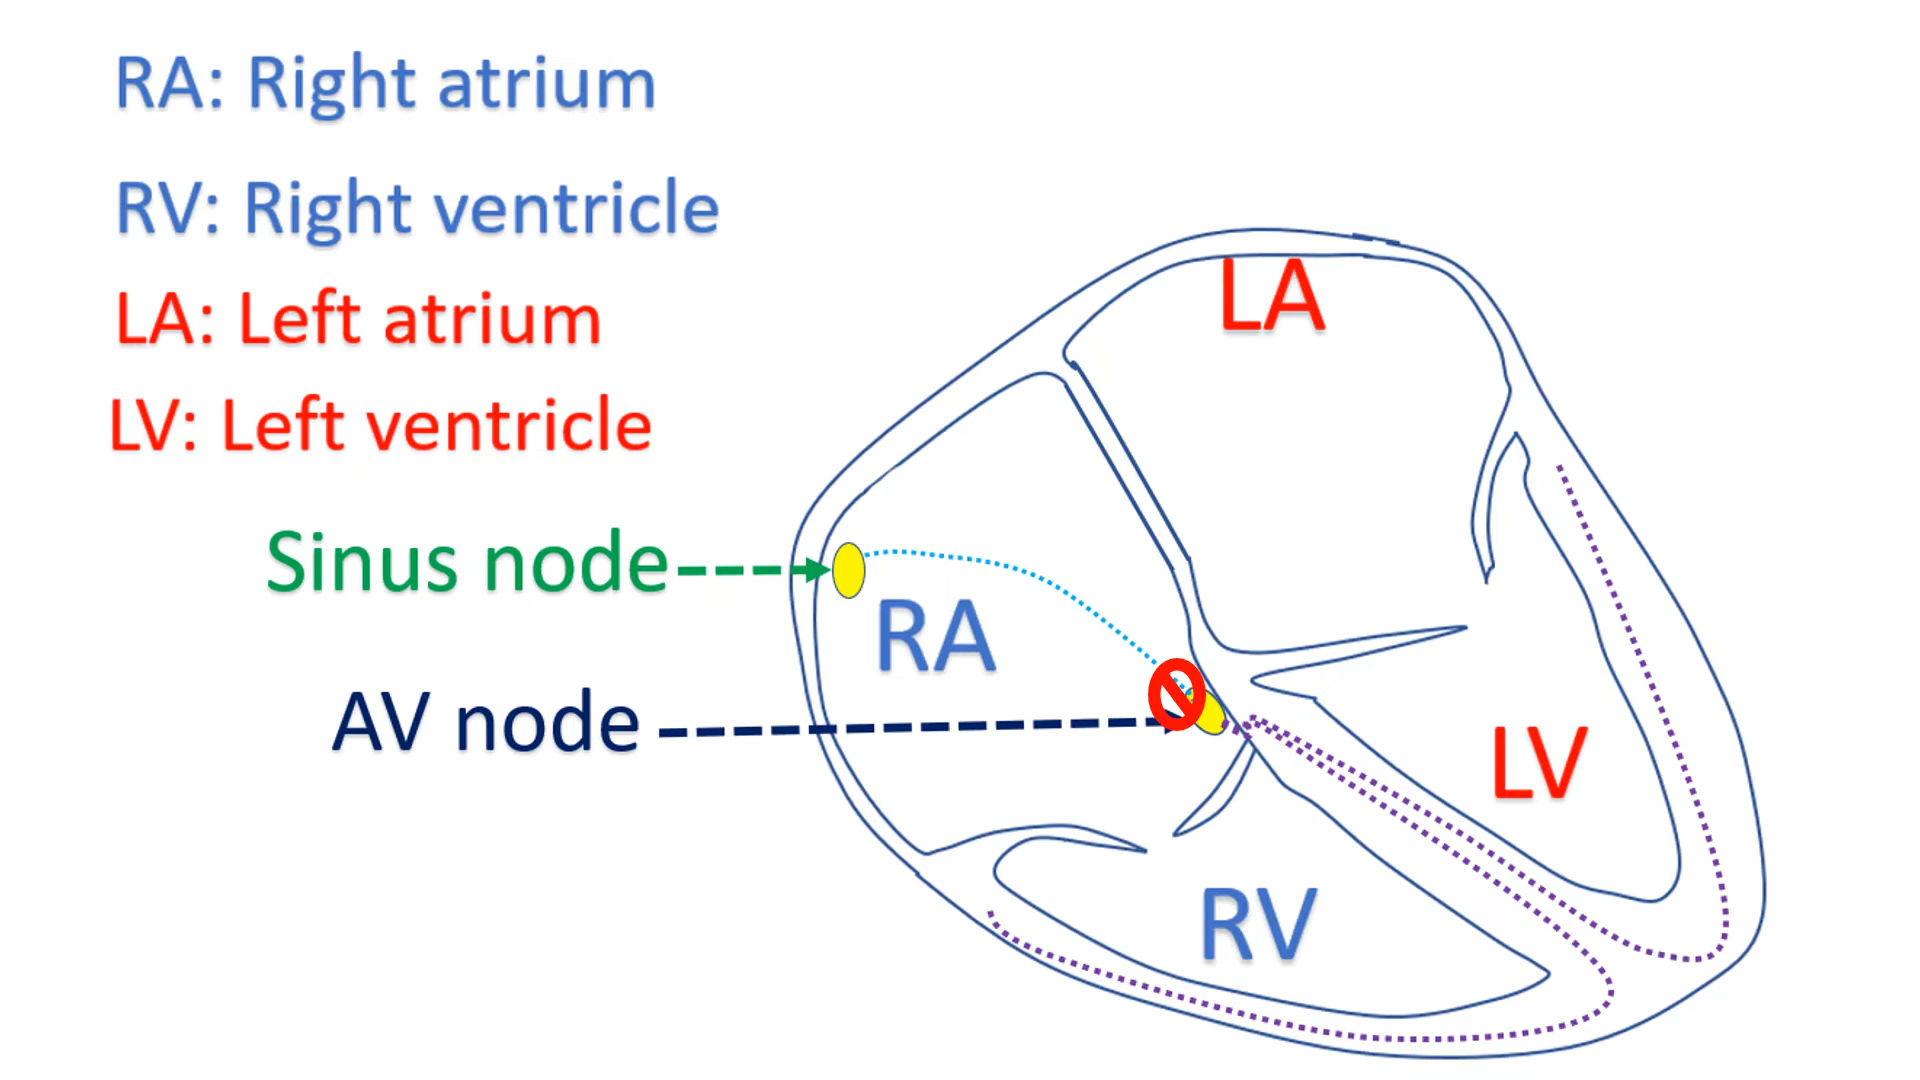 RA: Right atrium
RV: Right ventricle
LA: Left atrium
LV: Left ventricle
Sinus node
AV node
LA
RA
LV
RV